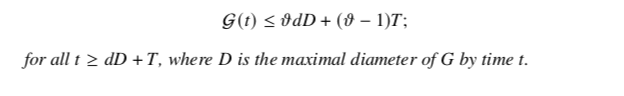 𝒢(t) ≤ ϑdD + (ϑ − 1)T;
for all t ≥ dD + T, where D is the maximal diameter of G by time t.